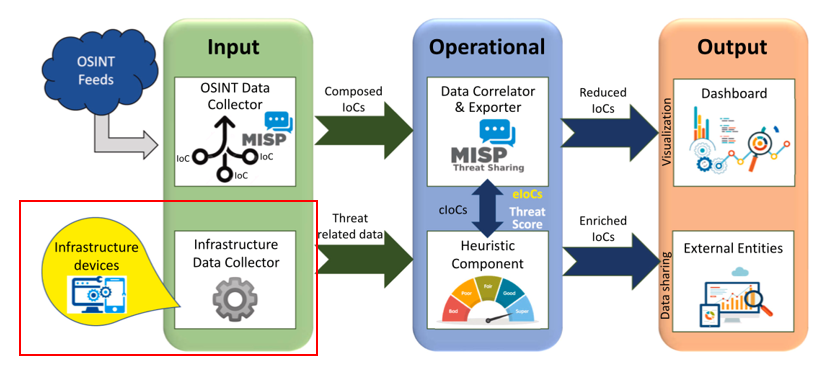 Input
Operational
Output
OSINT
Feeds
OSINT Data
Collector
MISP
IoC
IoC
IoC
Composed
IoCs
Data Correlator
& Exporter
MISP
Threat Sharing
Reduced
IoCs
Visualization
Dashboard
cIoCs
eIoCs
Threat
Score
Infrastructure
devices
Infrastructure
Data Collector
Threat
related data
Heuristic
Component
Bad
Poor
Fair
Good
Super
Enriched
IoCs
Data sharing
External Entities